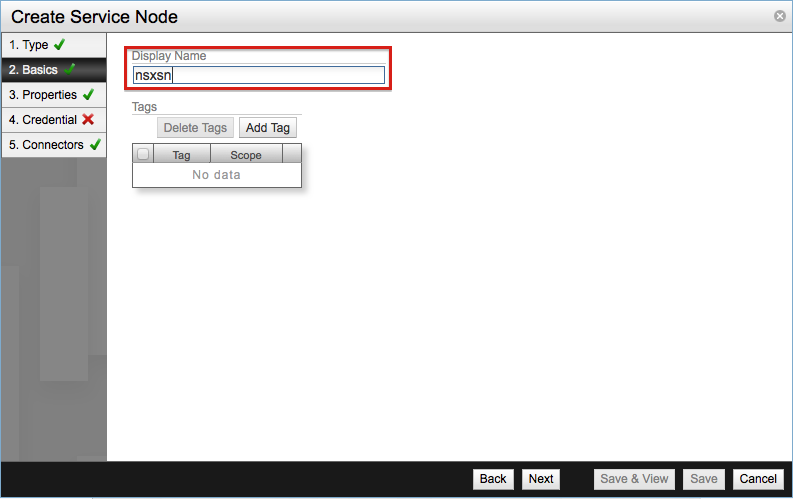 Create Service Node
1. Type
2. Basics
3. Properties
4. Credential
5. Connectors
Display Name
nsxsn
Tags
Delete Tags Add Tag
Tag Scope
No data
Back Next Save & View Save Cancel